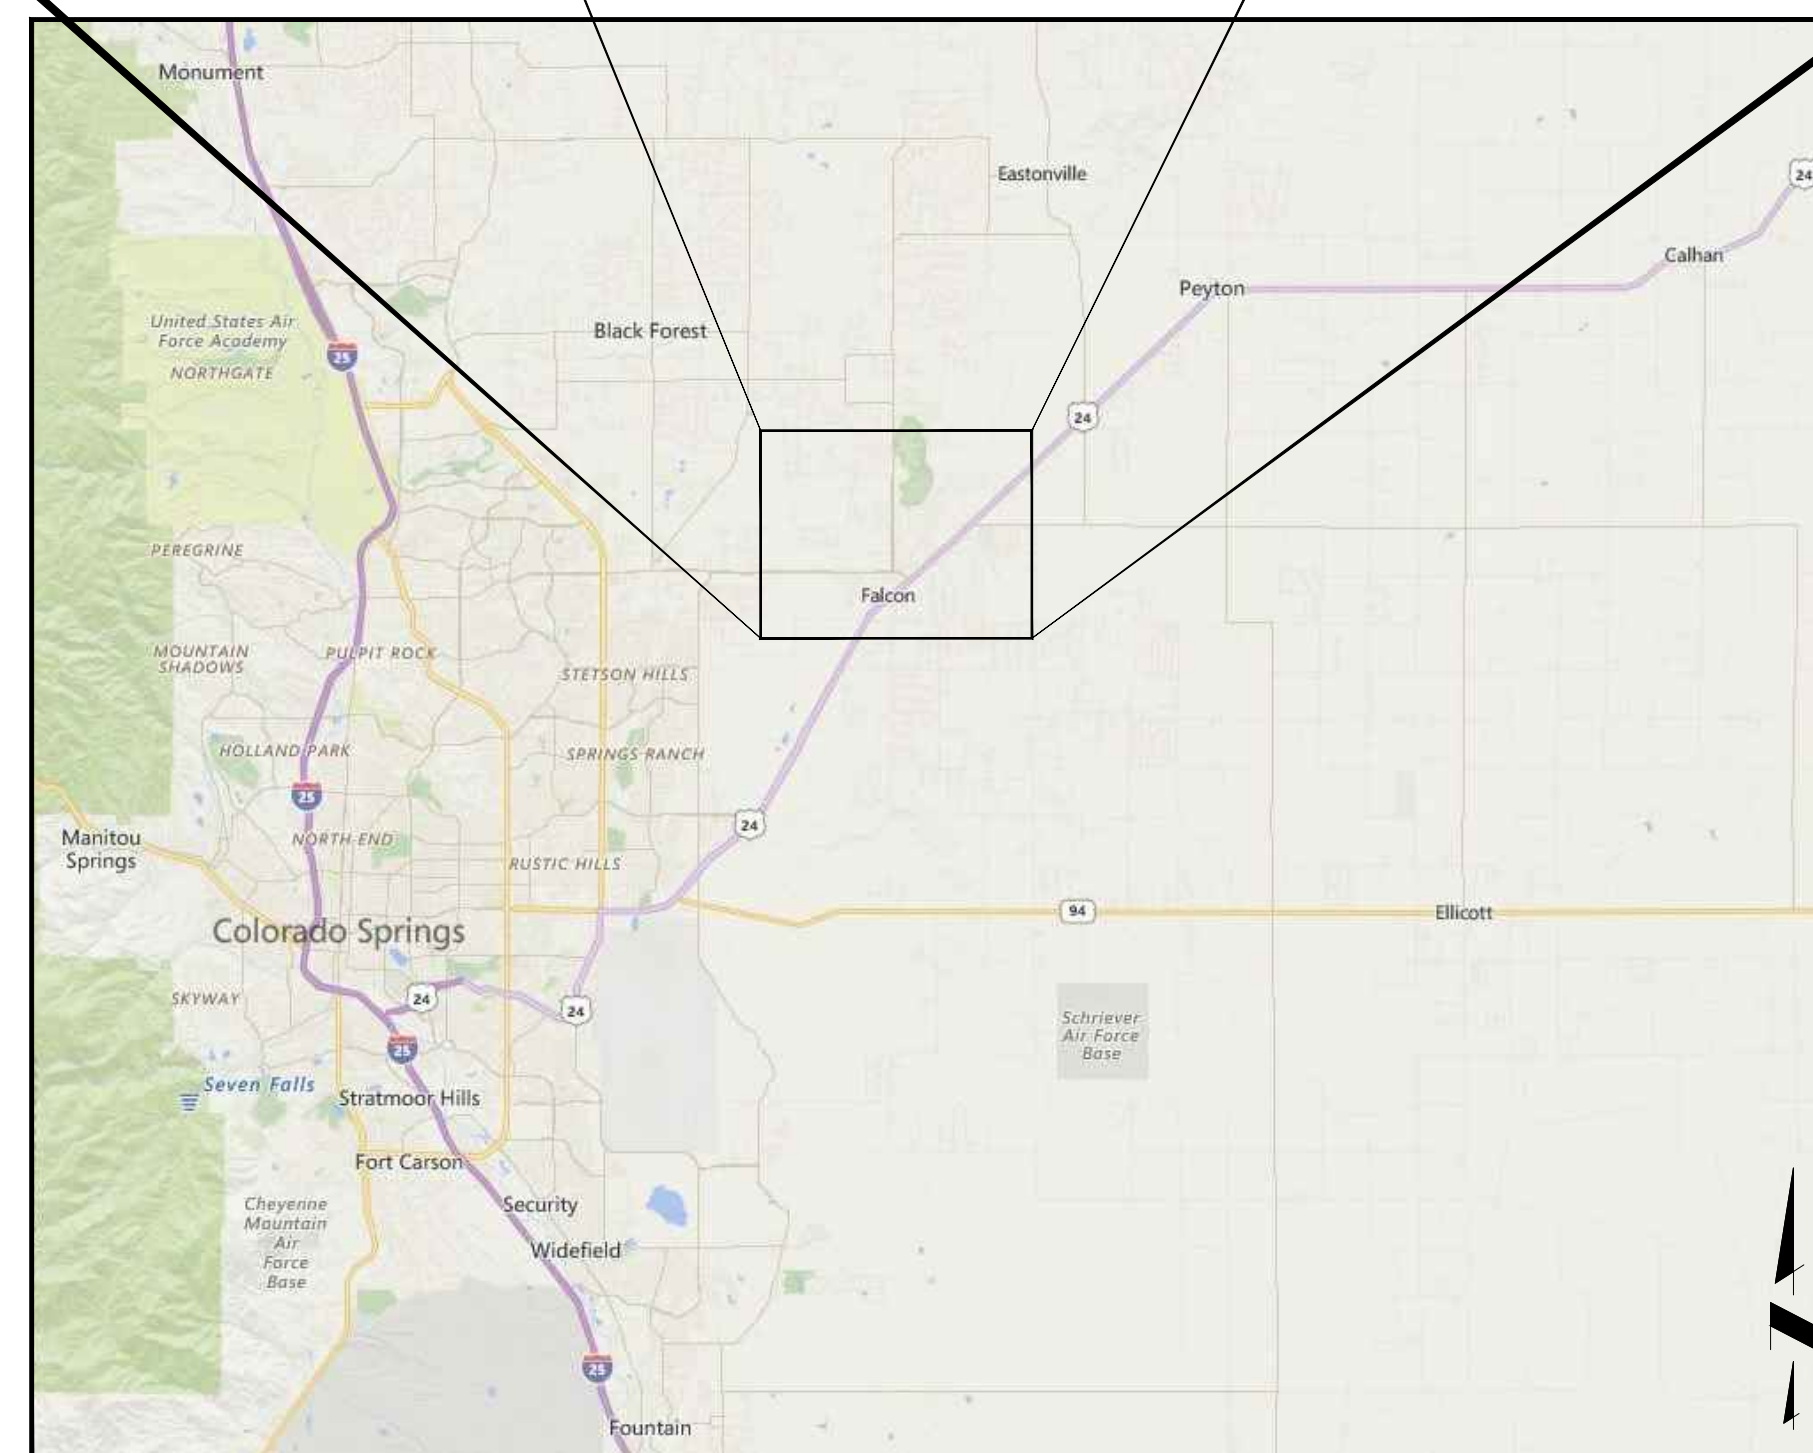 Monument
Eastonville
24
Calhan
Peyton
United States Air
Force Academy
NORTHGATE
Black Forest
25
24
PEREGRINE
Falcon
MOUNTAIN
SHADOWS
PULPIT ROCK
STETSON HILLS
HOLLAND PARK
SPRINGS RANCH
25
24
Manitou
Springs
NORTH END
RUSTIC HILLS
94
Ellicott
Colorado Springs
SKYWAY
24
24
Schriever
Air Force
Base
25
Seven Falls
Stratmoor Hills
Fort Carson
Security
Cheyenne
Mountain
Air
Force
Base
Widefield
25
Fountain